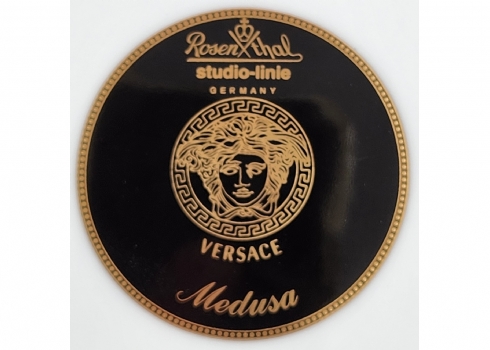 Rosenthal
studio-linie
GERMANY
VERSACE
Medusa